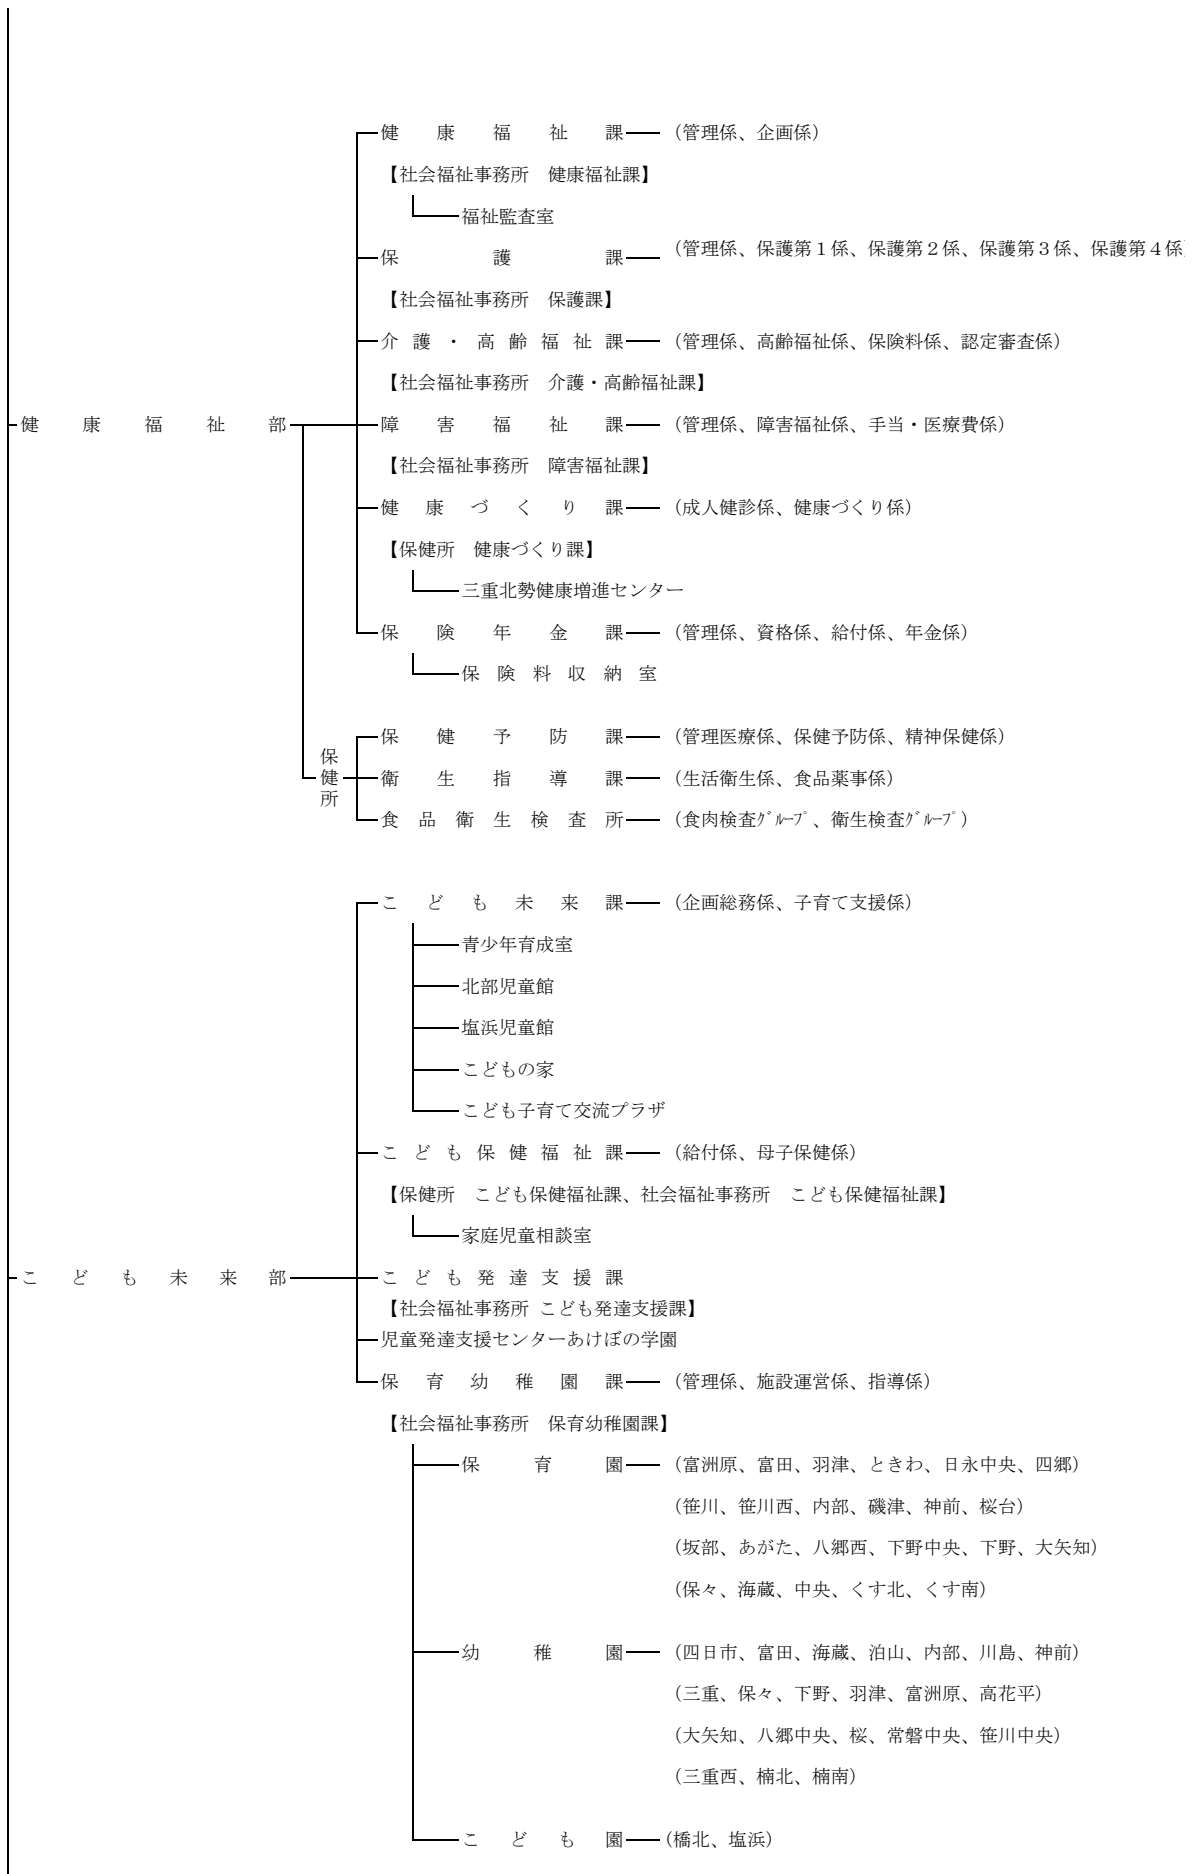 健康福祉課 （管理係、企画係）
【社会福祉事務所　健康福祉課】
福祉監査室
保護課 （管理係、保護第１係、保護第２係、保護第３係、保護第４係）
【社会福祉事務所　保護課】
介護・高齢福祉課 （管理係、高齢福祉係、保険料係、認定審査係）
【社会福祉事務所　介護・高齢福祉課】
健康福祉部 障害福祉課 （管理係、障害福祉係、手当・医療費係）
【社会福祉事務所　障害福祉課】
健康づくり課 （成人健診係、健康づくり係）
【保健所　健康づくり課】
三重北勢健康増進センター
保険年金課 （管理係、資格係、給付係、年金係）
保険料収納室
保健所
保健予防課 （管理医療係、保健予防係、精神保健係）
衛生指導課 （生活衛生係、食品薬事係）
食品衛生検査所 （食肉検査ｸﾞﾙｰﾌﾟ、衛生検査ｸﾞﾙｰﾌﾟ）
こども未来課 （企画総務係、子育て支援係）
青少年育成室
北部児童館
塩浜児童館
こどもの家
こども子育て交流プラザ
こども保健福祉課 （給付係、母子保健係）
【保健所　こども保健福祉課、社会福祉事務所　こども保健福祉課】
家庭児童相談室
こども未来部 こども発達支援課
【社会福祉事務所 こども発達支援課】
児童発達支援センターあけぼの学園
保育幼稚園課 （管理係、施設運営係、指導係）
【社会福祉事務所　保育幼稚園課】
保育園 （富洲原、富田、羽津、ときわ、日永中央、四郷）
（笹川、笹川西、内部、磯津、神前、桜台）
（坂部、あがた、八郷西、下野中央、下野、大矢知）
（保々、海蔵、中央、くす北、くす南）
幼稚園 （四日市、富田、海蔵、泊山、内部、川島、神前）
（三重、保々、下野、羽津、富洲原、高花平）
（大矢知、八郷中央、桜、常磐中央、笹川中央）
（三重西、楠北、楠南）
こども園 （橋北、塩浜）